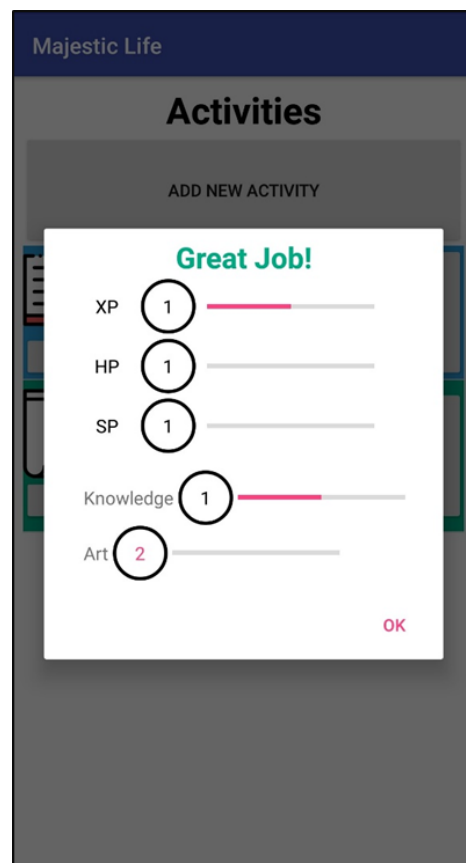 Majestic Life
Activities
ADD NEW ACTIVITY
Great Job!
XP 1
HP 1
SP 1
Knowledge 1
Art 2
OK